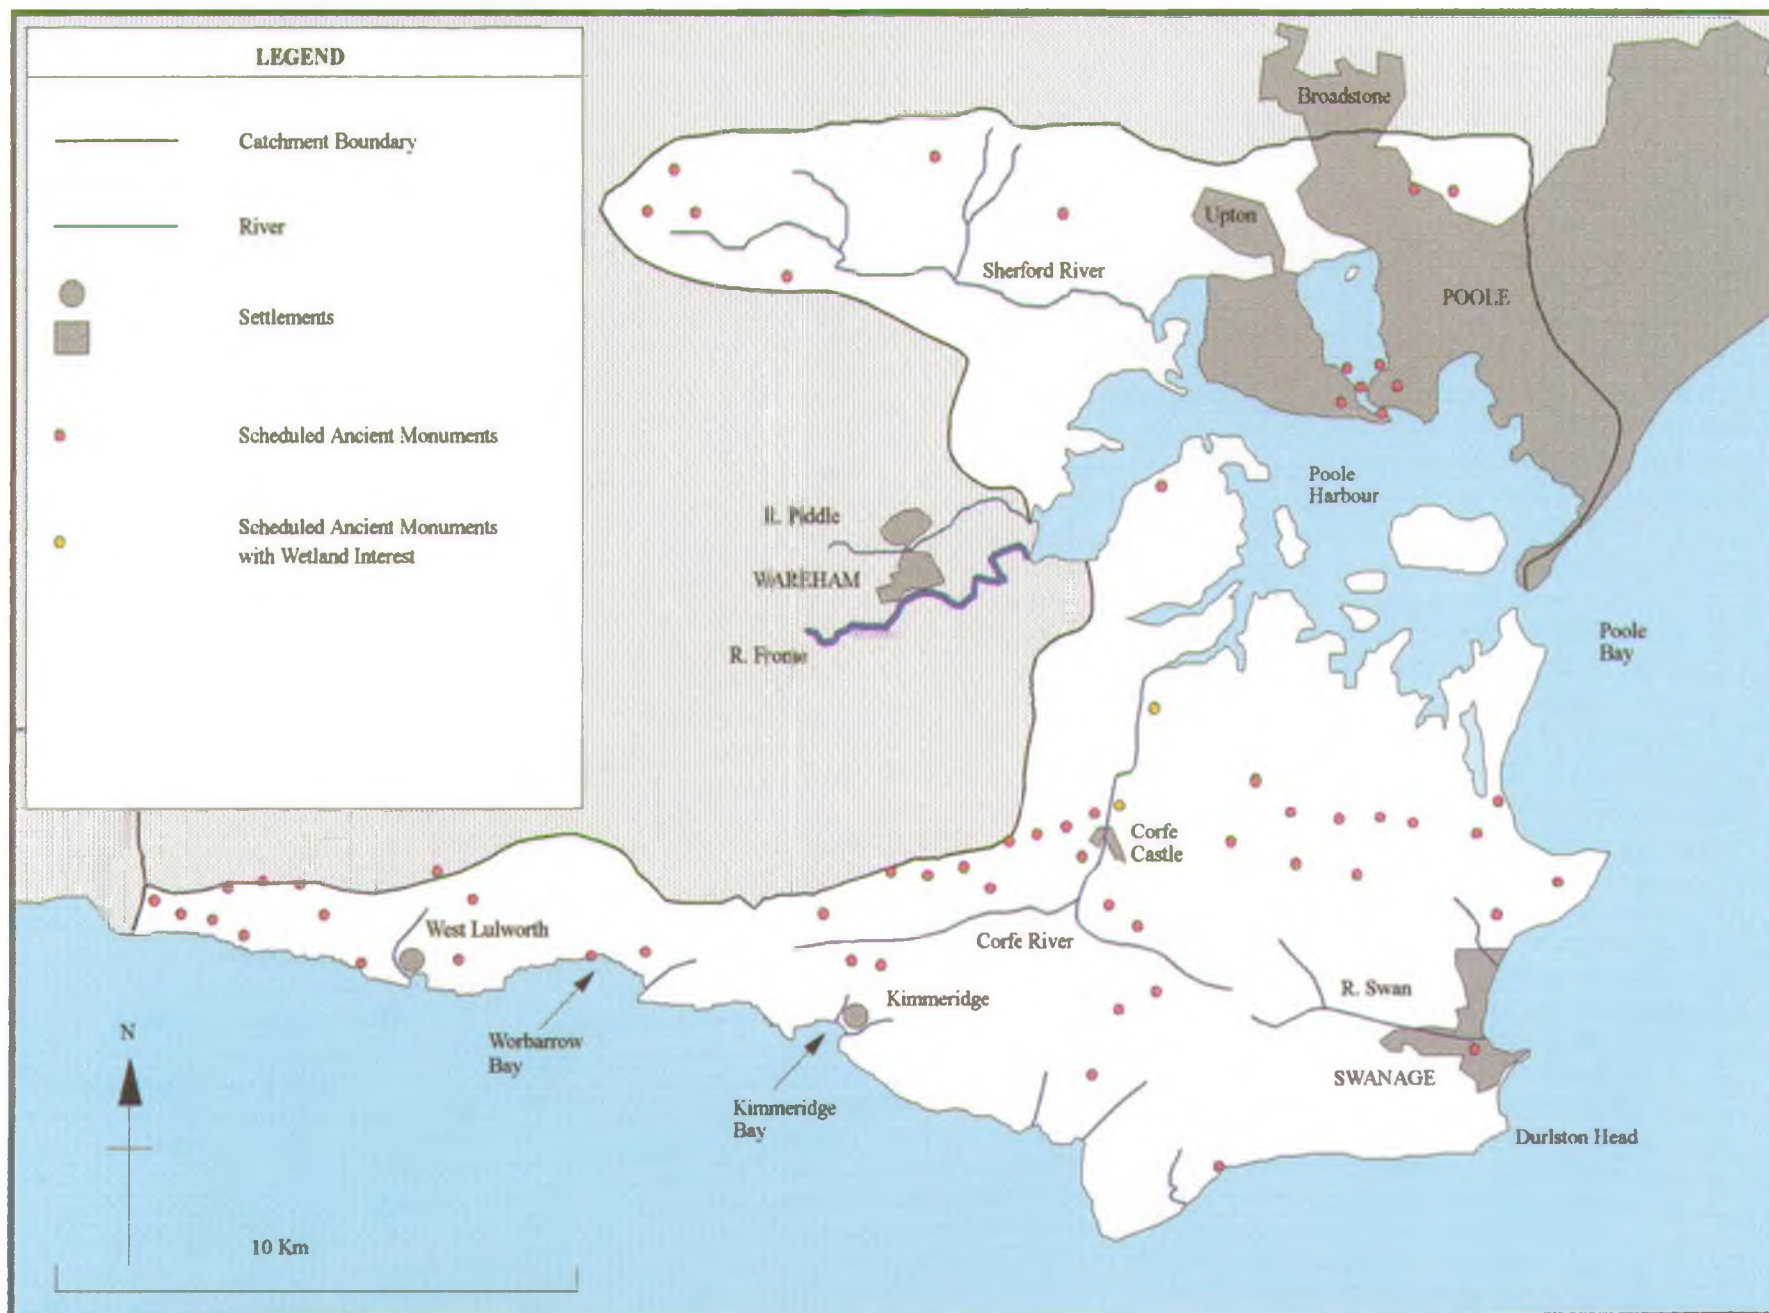 LEGEND
Catchment Boundary
River
Settlements
Scheduled Ancient Monuments
Scheduled Ancient Monuments
with Wetland Interest
Broadstone
Upton
Sherford River
POOLE
Poole
Harbour
R. Piddle
WAREHAM
R. Frome
Poole
Bay
Corfe
Castle
West Lulworth
Corfe River
Kimmeridge
R. Swan
Worbarrow
Bay
SWANAGE
Kimmeridge
Bay
Durlston Head
N
10 Km